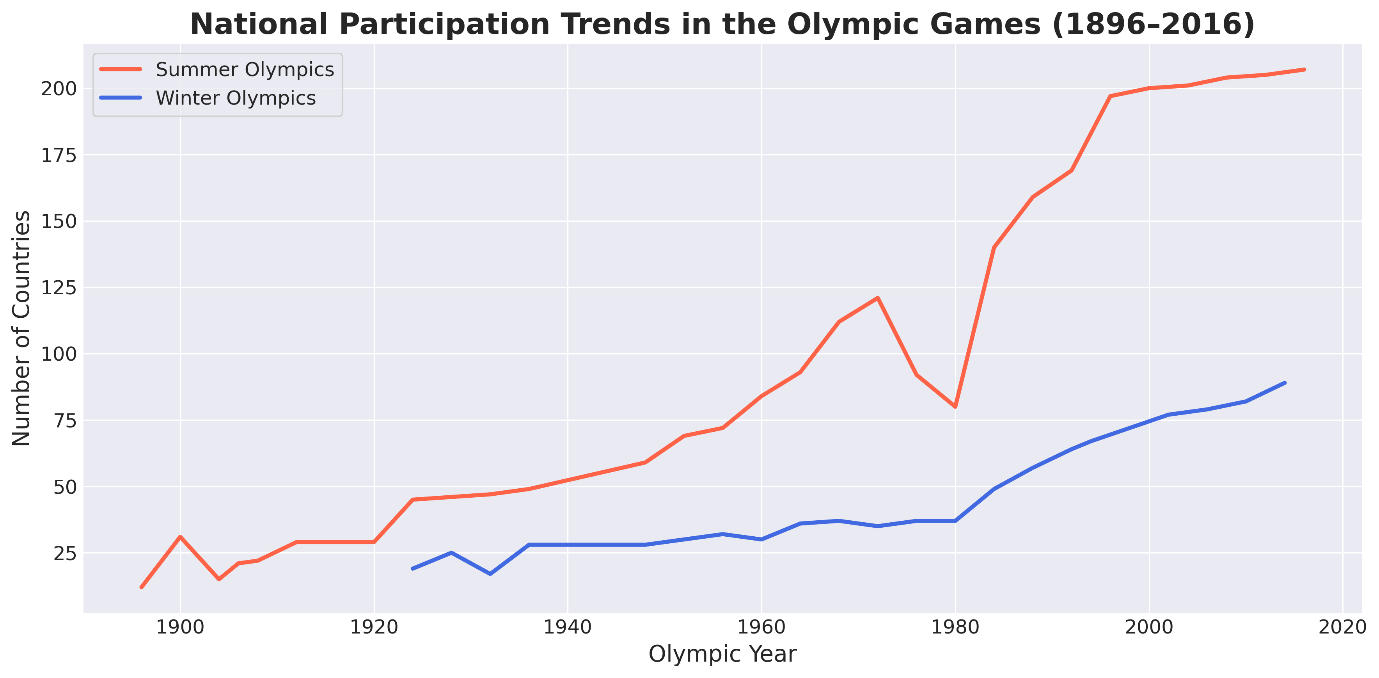 National Participation Trends in the Olympic Games (1896–2016)
Summer Olympics
Winter Olympics
Number of Countries
200
175
150
125
100
75
50
25
1900 1920 1940 1960 1980 2000 2020
Olympic Year